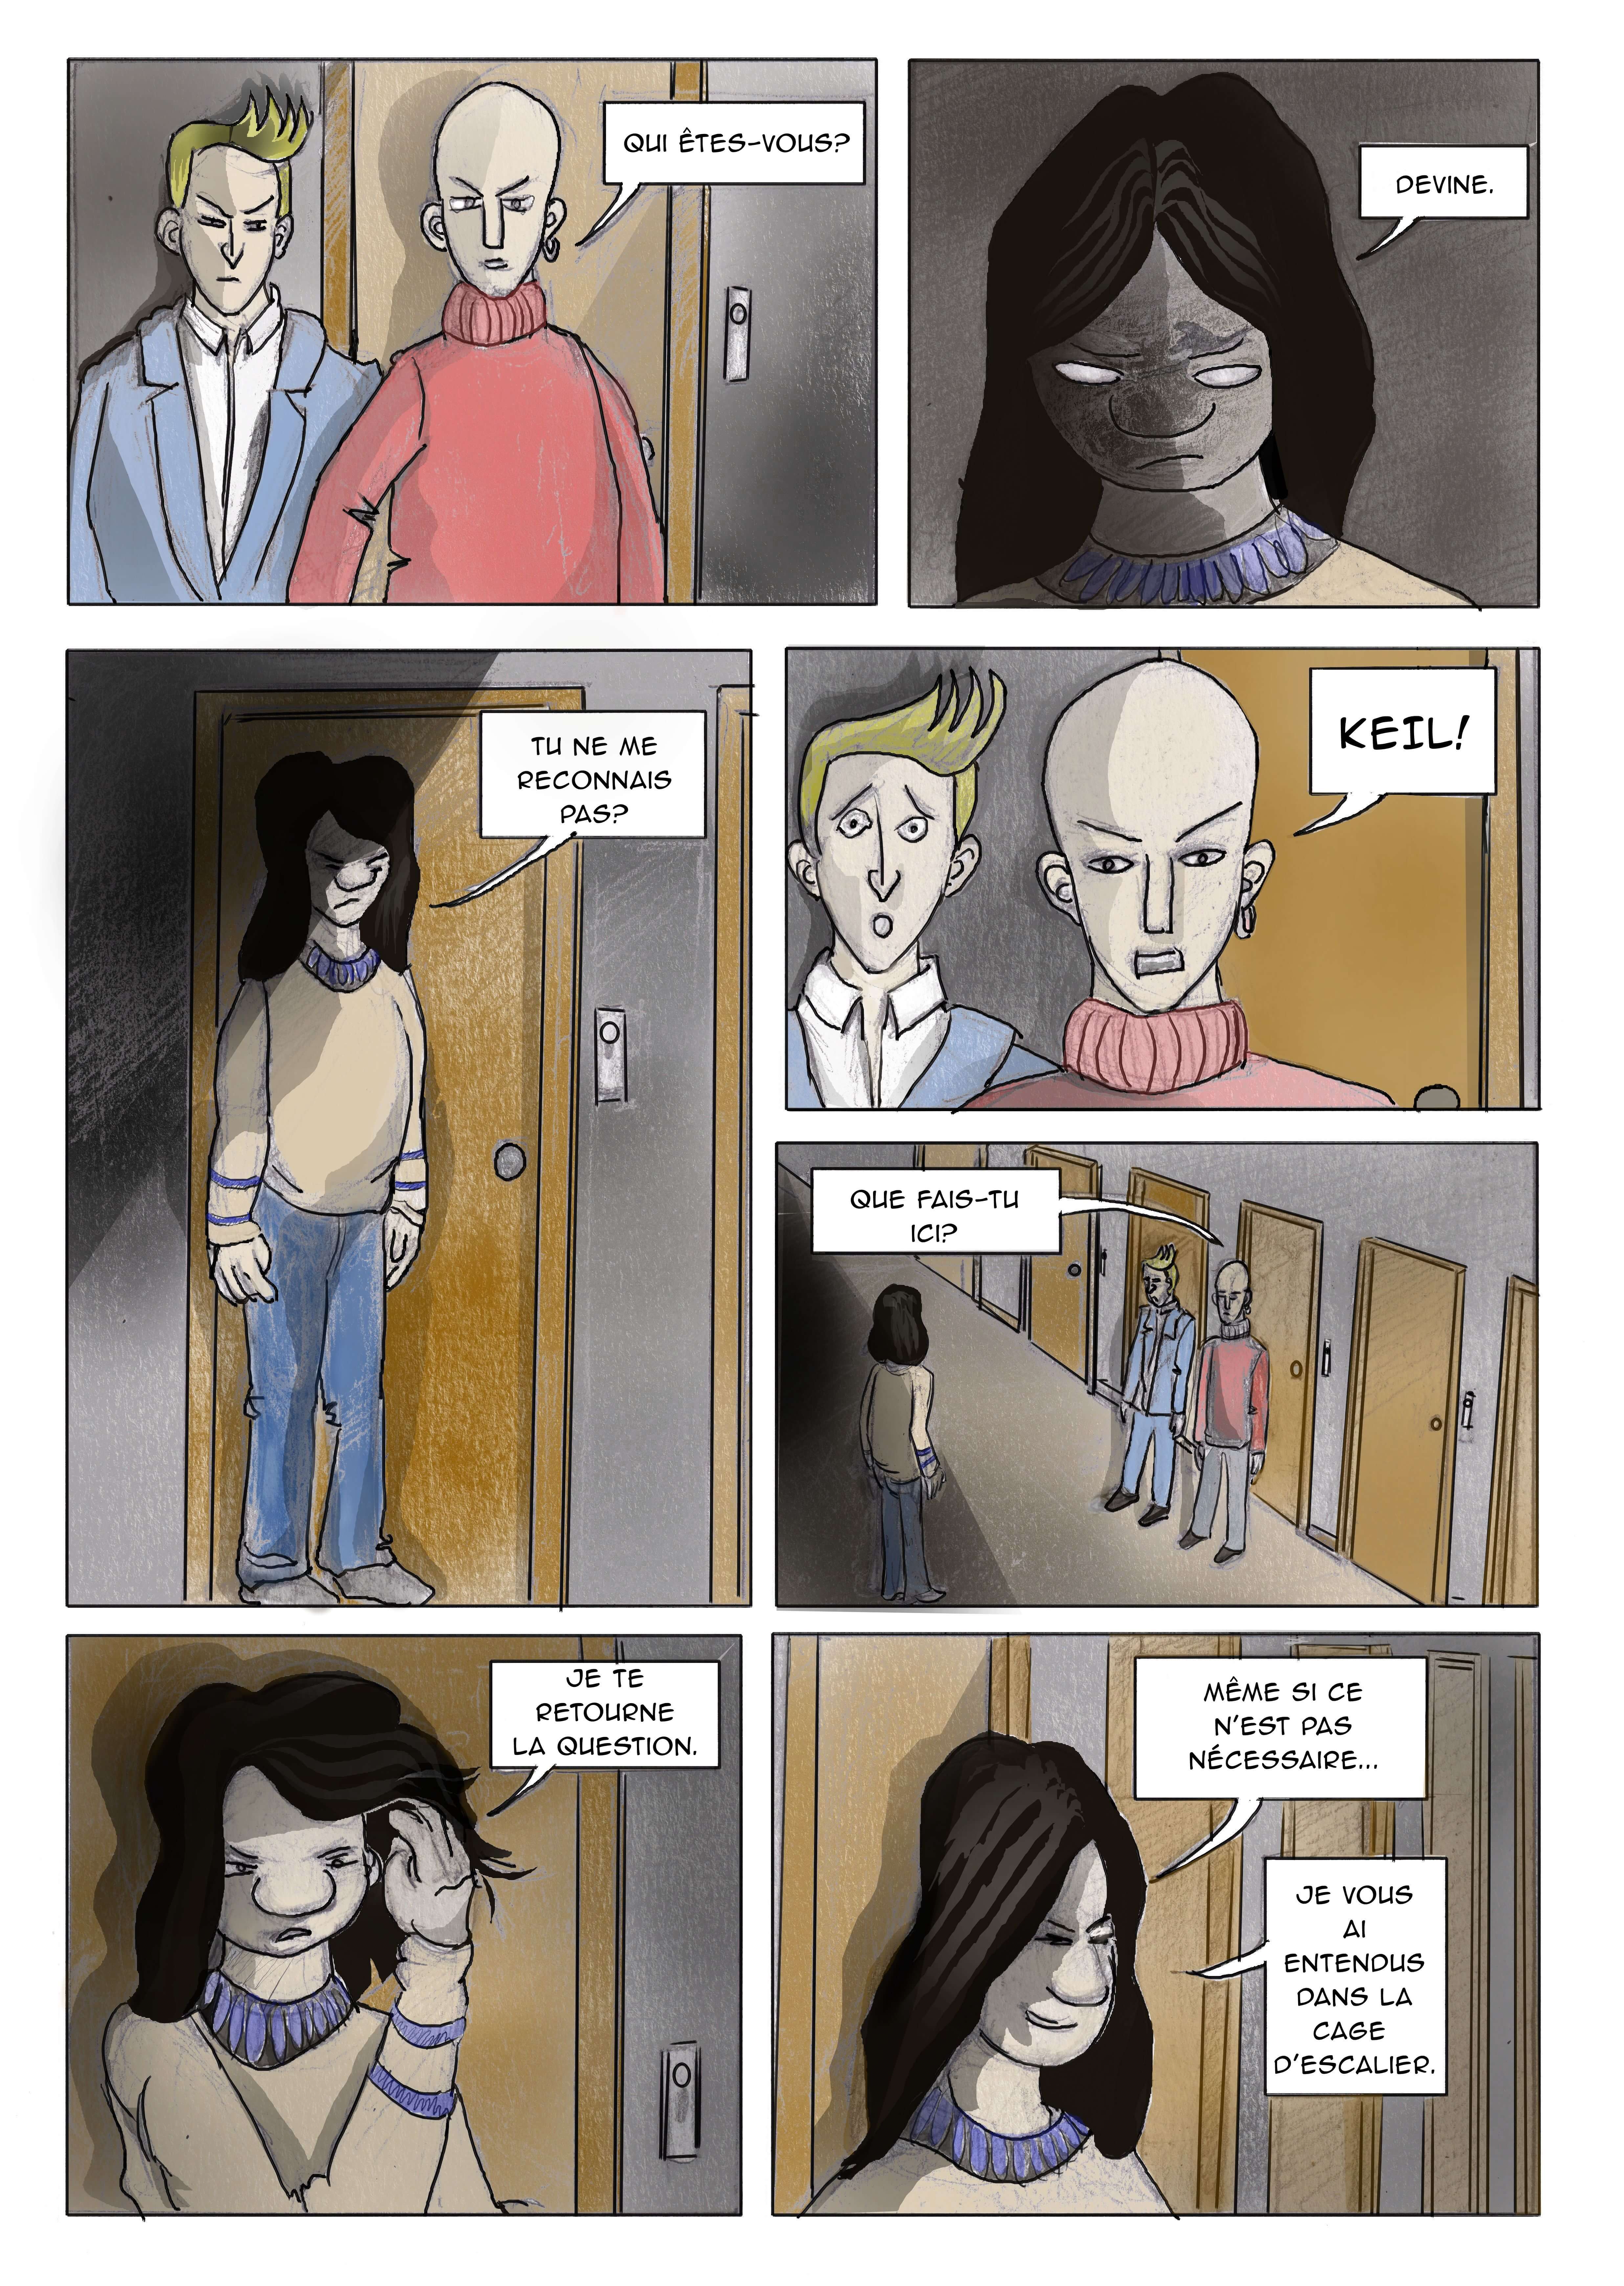 QUI ÊTES-VOUS?
DEVINE.
TU NE ME
RECONNAIS
PAS?
KEIL!
QUE FAIS-TU
ICI?
JE TE
RETOURNE
LA QUESTION.
MÊME SI CE
N'EST PAS
NÉCESSAIRE...
JE VOUS
AI
ENTENDUS
DANS LA
CAGE
D'ESCALIER.